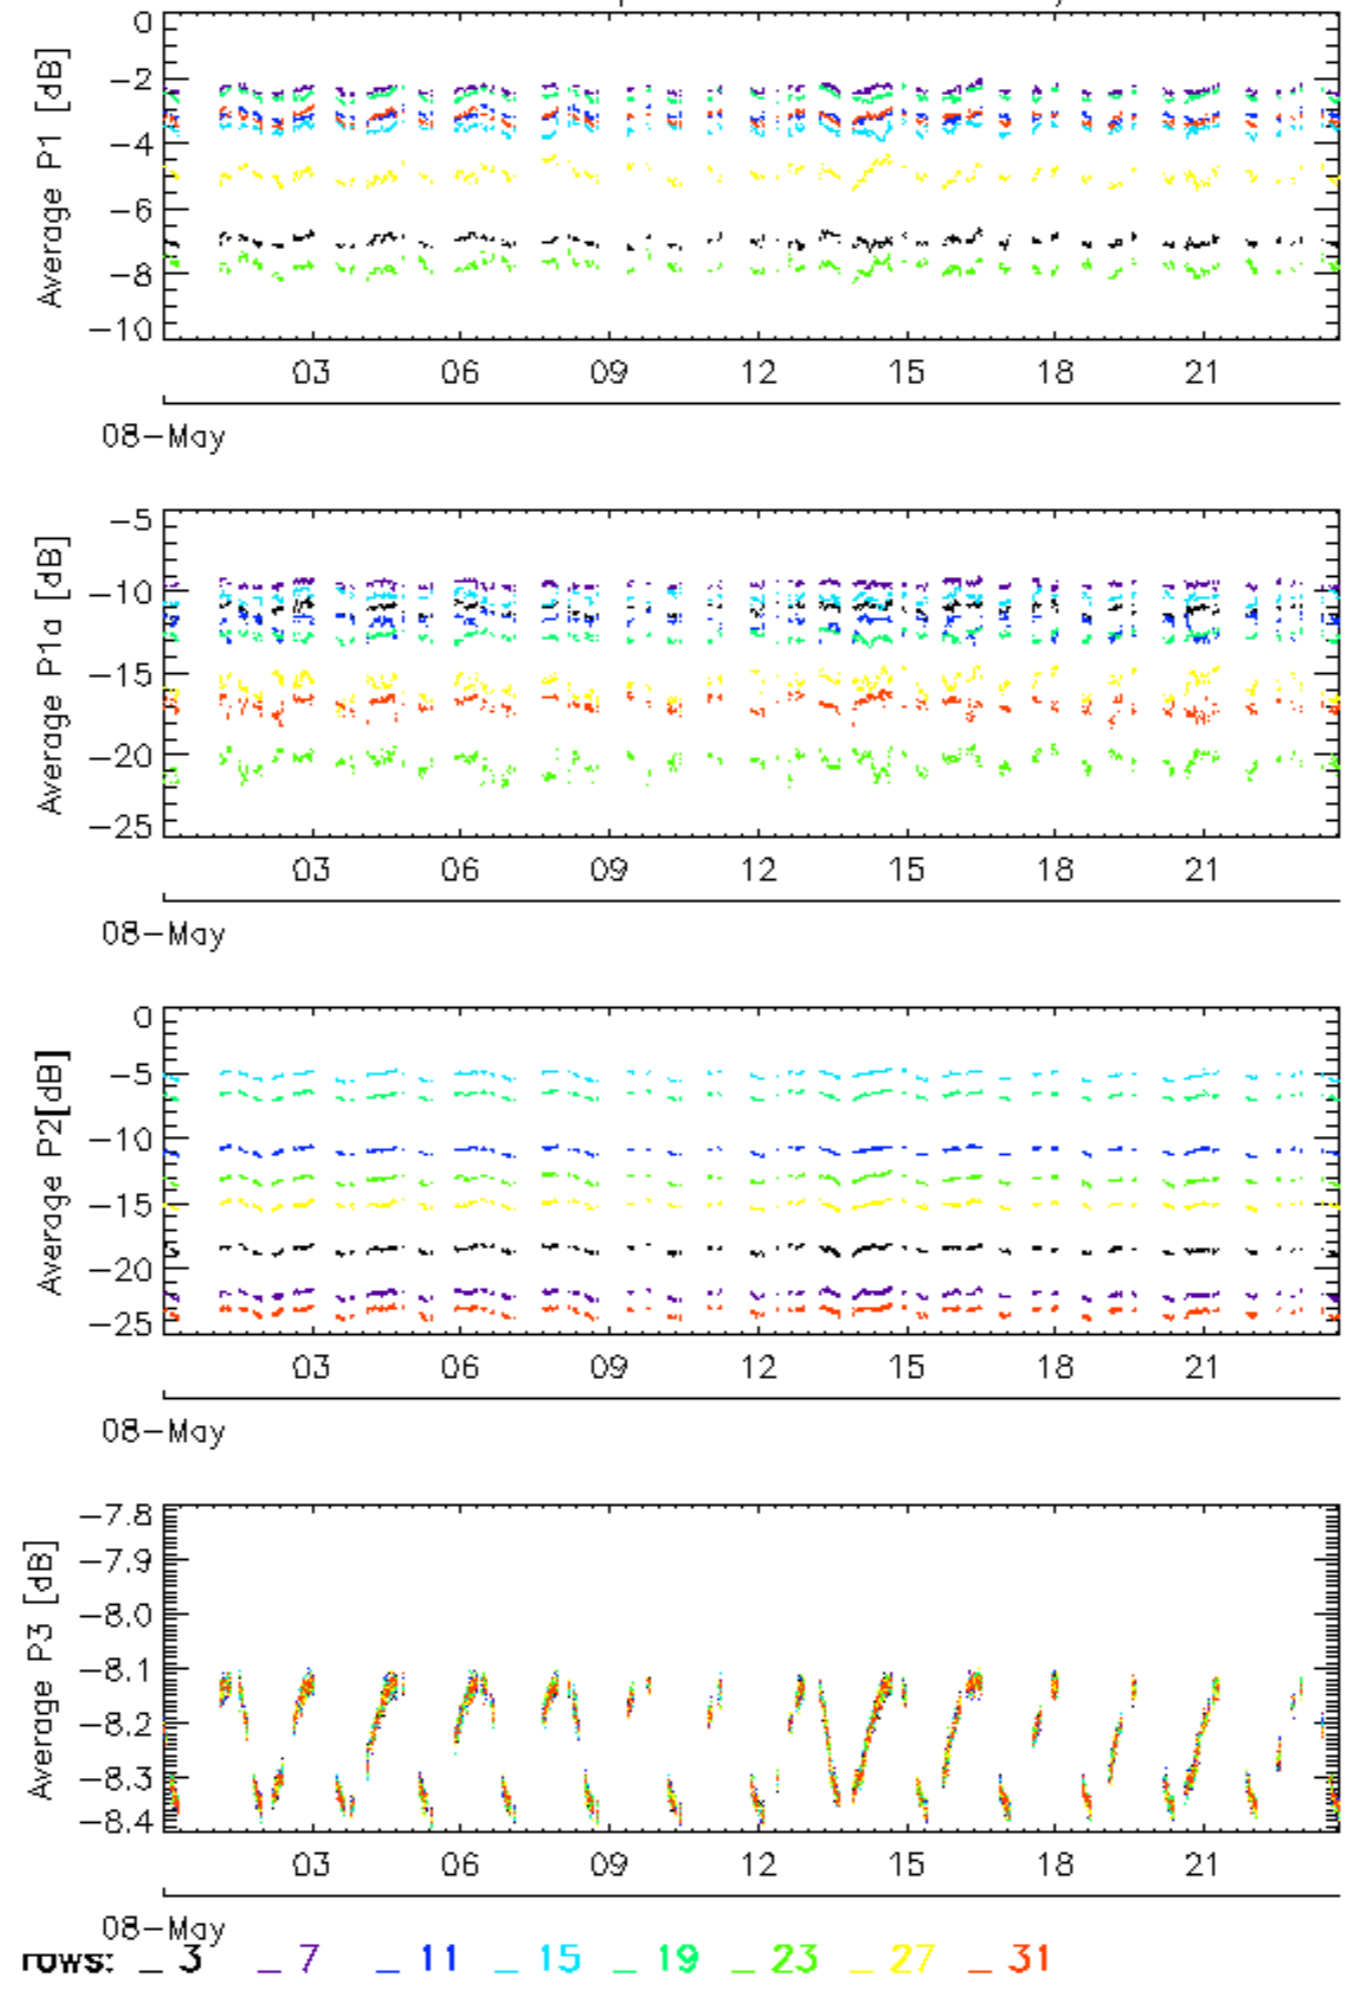 0
−2
−4
−6
−8
−10
Average P1 [dB]
03 06 09 12 15 18 21
08−May
−5
−10
−15
−20
−25
Average P1a [dB]
03 06 09 12 15 18 21
08−May
0
−5
−10
−15
−20
−25
Average P2[dB]
03 06 09 12 15 18 21
08−May
−7.8
−7.9
−8.0
−8.1
−8.2
−8.3
−8.4
Average P3 [dB]
03 06 09 12 15 18 21
08−May
rows: _ 3 _ 7 _ 11 _ 15 _ 19 _ 23 _ 27 _ 31